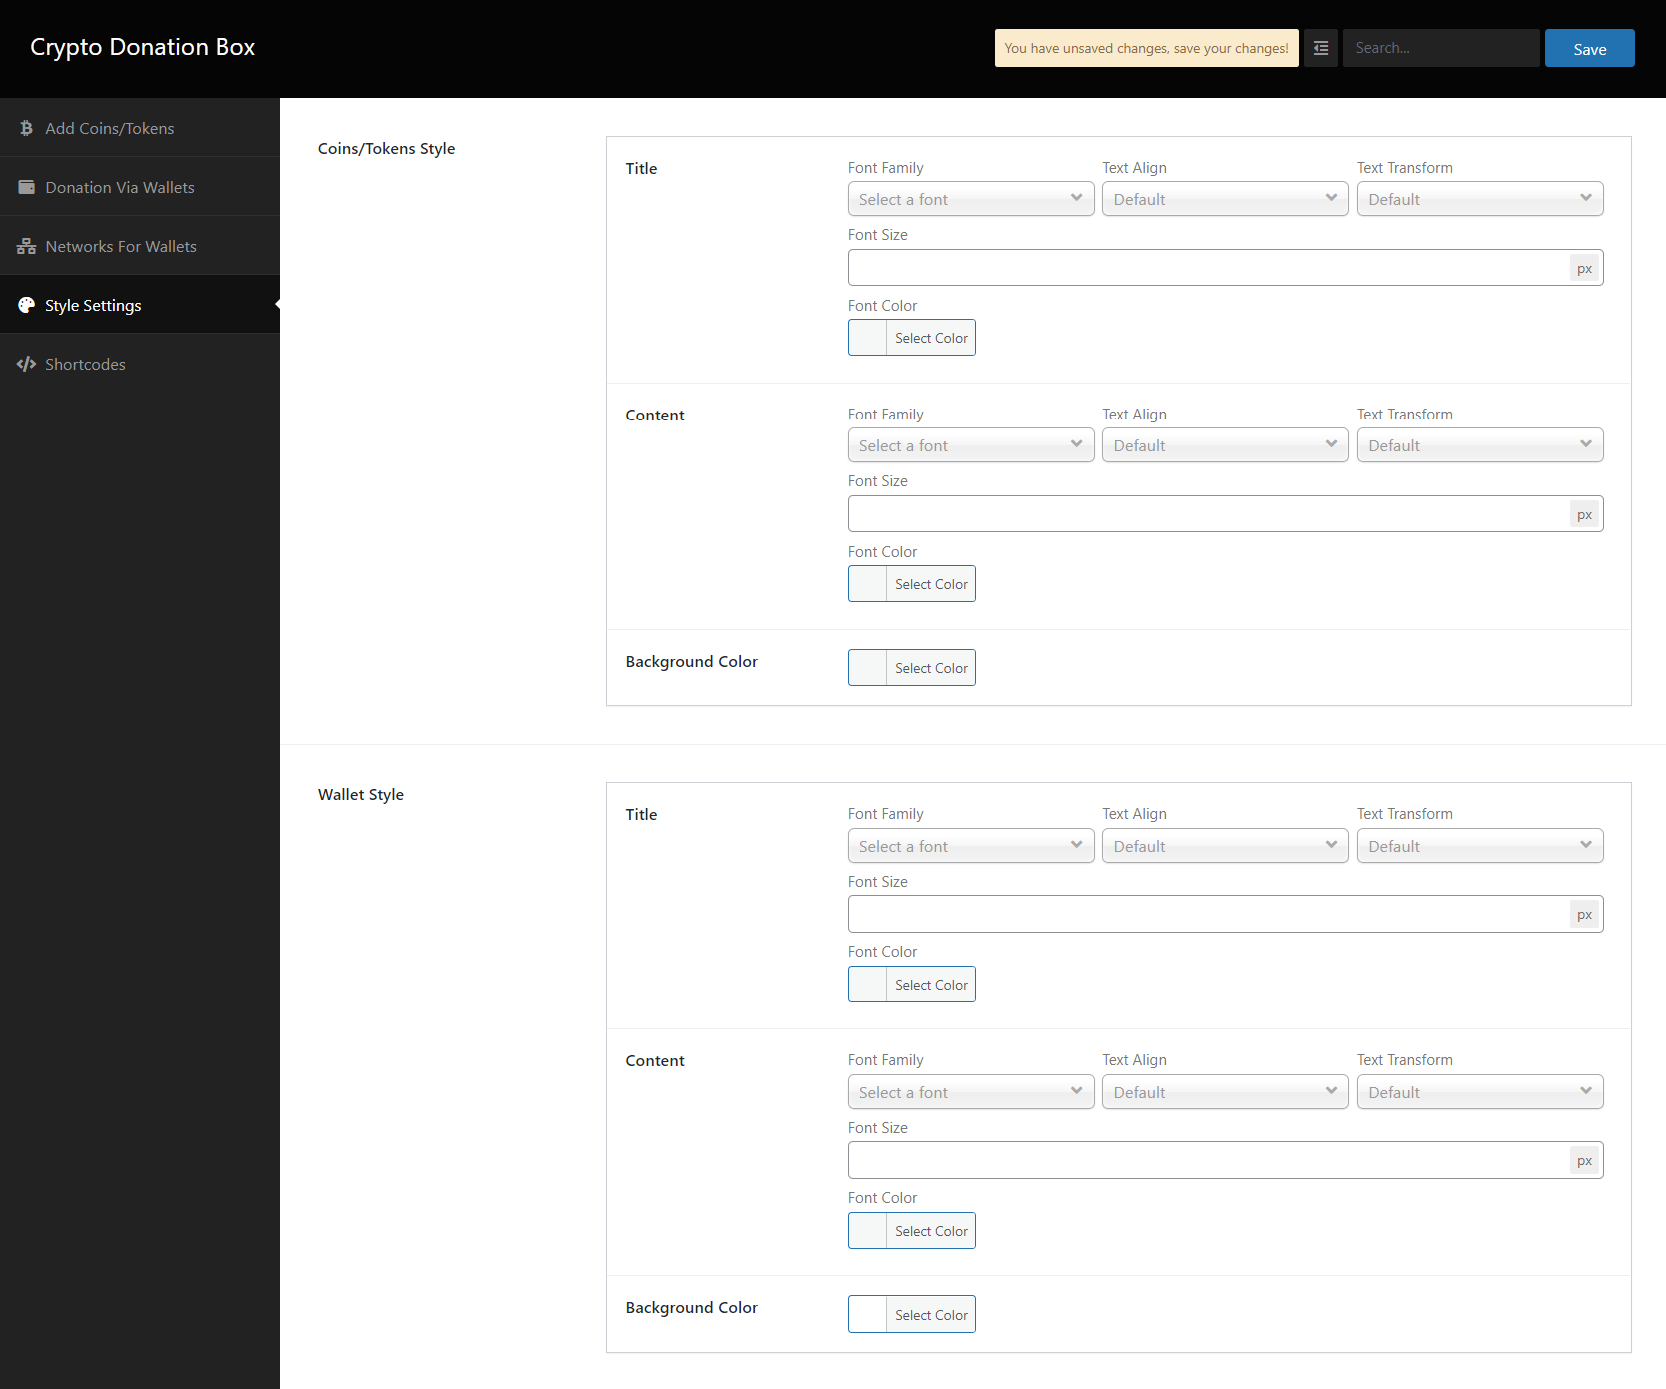 Crypto Donation Box
You have unsaved changes, save your changes!
Search...
Save
Add Coins/Tokens
Donation Via Wallets
Networks For Wallets
Style Settings
Shortcodes
Coins/Tokens Style
Title
Font Family Text Align Text Transform
Select a font Default Default
Font Size
px
Font Color
Select Color
Content
Font Family Text Align Text Transform
Select a font Default Default
Font Size
px
Font Color
Select Color
Background Color
Select Color
Wallet Style
Title
Font Family Text Align Text Transform
Select a font Default Default
Font Size
px
Font Color
Select Color
Content
Font Family Text Align Text Transform
Select a font Default Default
Font Size
px
Font Color
Select Color
Background Color
Select Color